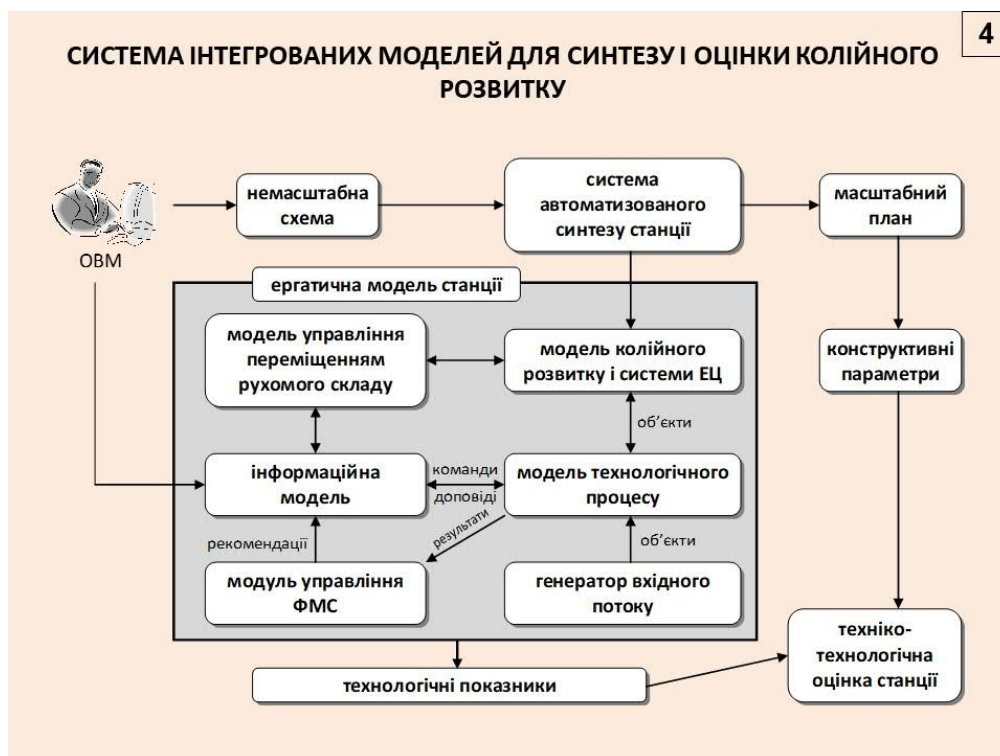 4
СИСТЕМА ІНТЕГРОВАНИХ МОДЕЛЕЙ ДЛЯ СИНТЕЗУ І ОЦІНКИ КОЛІЙНОГО
РОЗВИТКУ
ОВМ
немасштабна
схема
система
автоматизованого
синтезу станції
масштабний
план
ергатична модель станції
модель управління
переміщенням
рухомого складу
модель колійного
розвитку і системи ЕЦ
конструктивні
параметри
об’єкти
інформаційна
модель
команди
доповіді
модель технологічного
процесу
результати
рекомендації
об’єкти
модуль управління
ФМС
генератор вхідного
потоку
техніко-
технологічна
оцінка станції
технологічні показники